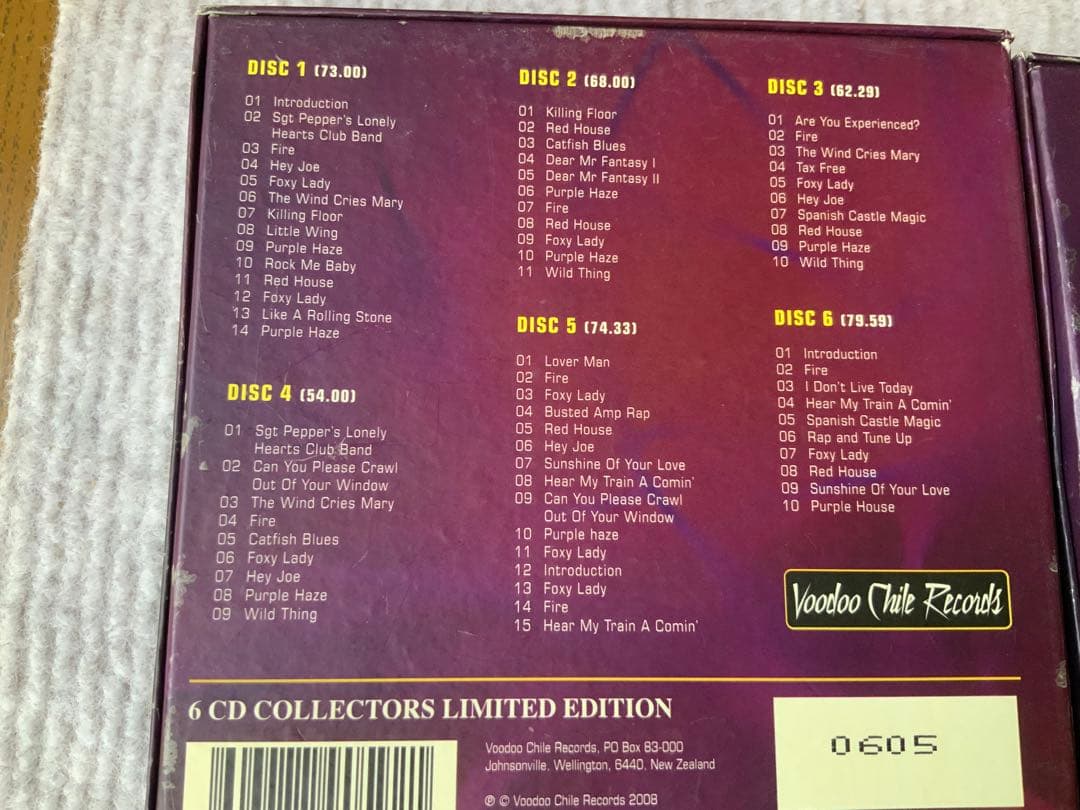 DISC 1 (73.00)
01 Introduction
02 Sgt Pepper's Lonely
Hearts Club Band
03 Fire
04 Hey Joe
05 Foxy Lady
06 The Wind Cries Mary
07 Killing Floor
08 Little Wing
09 Purple Haze
10 Rock Me Baby
11 Red House
12 Foxy Lady
13 Like A Rolling Stone
14 Purple Haze
DISC 2 (68.00)
01 Killing Floor
02 Red House
03 Catfish Blues
04 Dear Mr Fantasy I
05 Dear Mr Fantasy II
06 Purple Haze
07 Fire
08 Red House
09 Foxy Lady
10 Purple Haze
11 Wild Thing
DISC 3 (62.29)
01 Are You Experienced?
02 Fire
03 The Wind Cries Mary
04 Tax Free
05 Foxy Lady
06 Hey Joe
07 Spanish Castle Magic
08 Red House
09 Purple Haze
10 Wild Thing
DISC 4 (54.00)
01 Sgt Pepper's Lonely
Hearts Club Band
02 Can You Please Crawl
Out Of Your Window
03 The Wind Cries Mary
04 Fire
05 Catfish Blues
06 Foxy Lady
07 Hey Joe
08 Purple Haze
09 Wild Thing
DISC 5 (74.33)
01 Lover Man
02 Fire
03 Foxy Lady
04 Busted Amp Rap
05 Red House
06 Hey Joe
07 Sunshine Of Your Love
08 Hear My Train A Comin'
09 Can You Please Crawl
Out Of Your Window
10 Purple haze
11 Foxy Lady
12 Introduction
13 Foxy Lady
14 Fire
15 Hear My Train A Comin'
DISC 6 (79.59)
01 Introduction
02 Fire
03 I Don't Live Today
04 Hear My Train A Comin'
05 Spanish Castle Magic
06 Rap and Tune Up
07 Foxy Lady
08 Red House
09 Sunshine Of Your Love
10 Purple House
Voodoo Chile Records
6 CD COLLECTORS LIMITED EDITION
Voodoo Chile Records, PO Box 83-000
Johnsonville, Wellington, 6440, New Zealand
℗ © Voodoo Chile Records 2008
0605